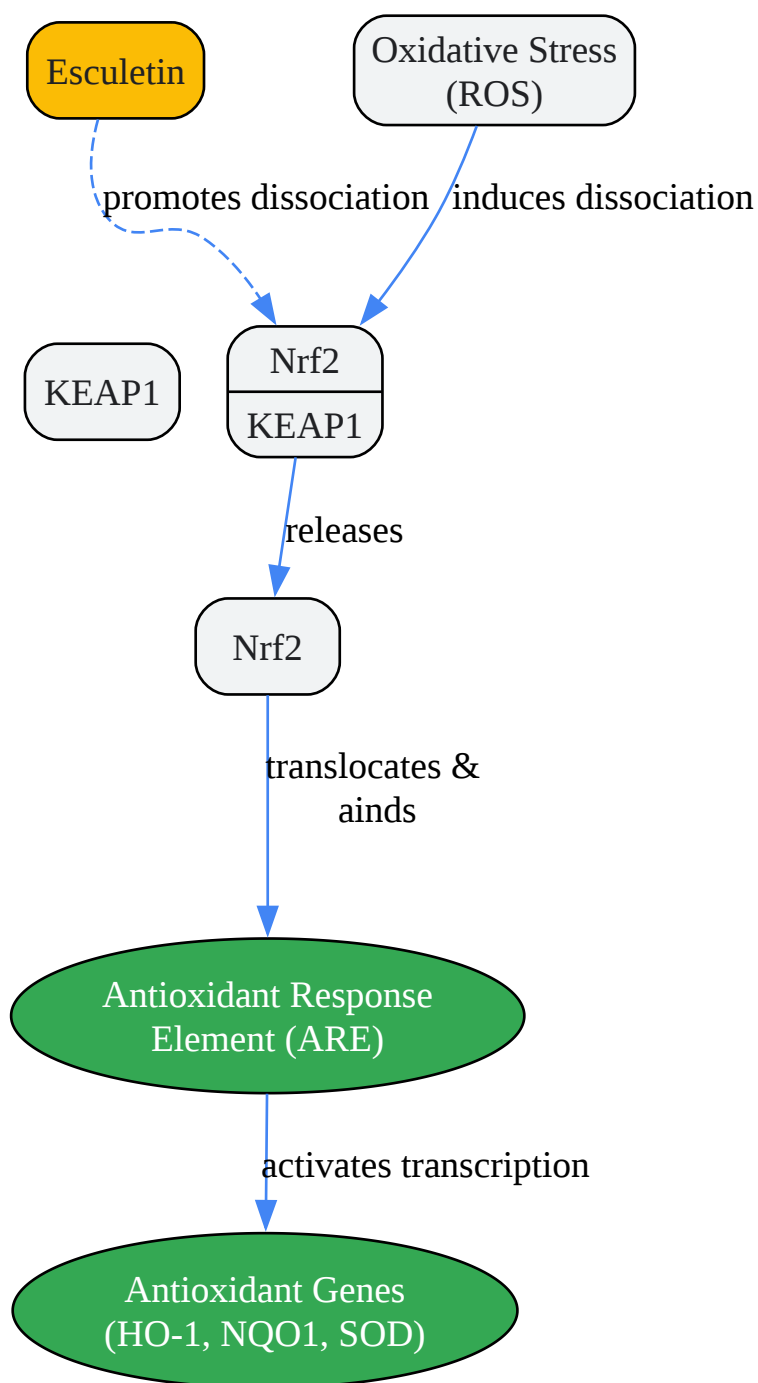 Esculetin
Oxidative Stress
(ROS)
promotes dissociation
induces dissociation
KEAP1
Nrf2
KEAP1
releases
Nrf2
translocates &
ainds
Antioxidant Response
Element (ARE)
activates transcription
Antioxidant Genes
(HO-1, NQO1, SOD)